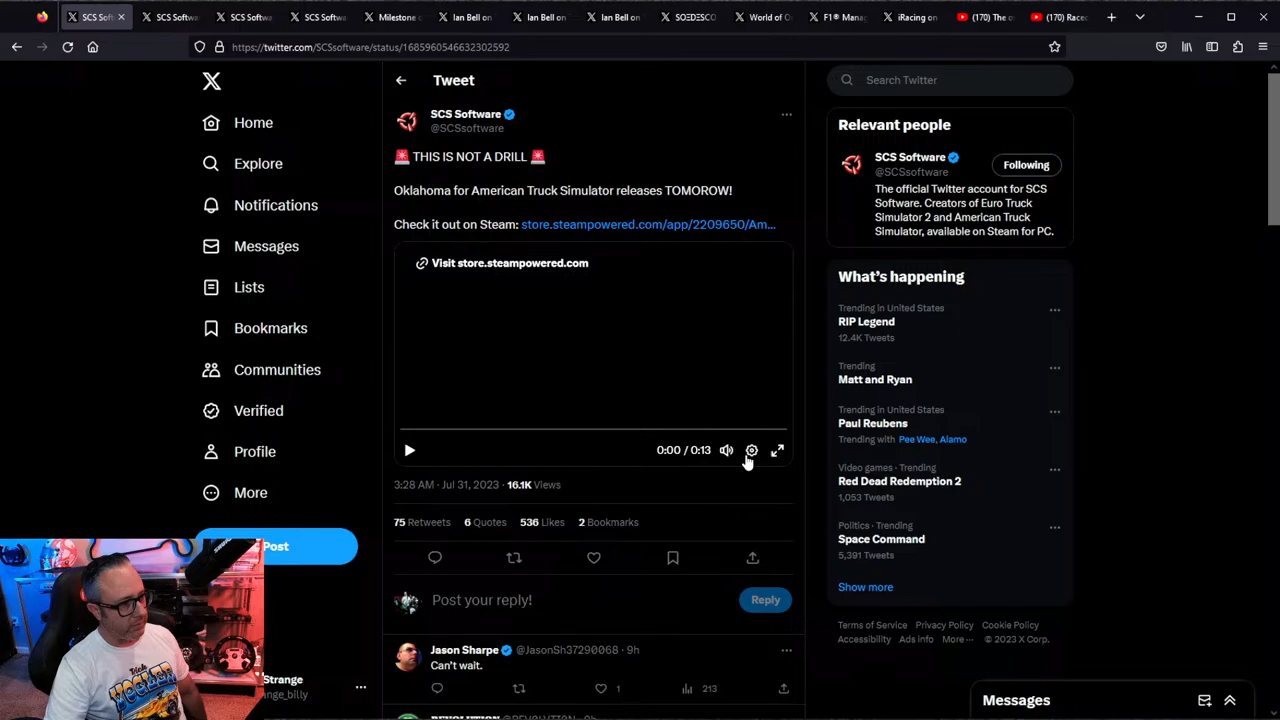 SCS Softw
SCS Softwa
SCS Softwa
SCS Softwa
Milestone o
Ian Bell on
Ian Bell on
Ian Bell on
SOΞDΞSCO
World of O
F1® Manag
iRacing on
(170) The o
(170) Raced
https://twitter.com/SCSsoftware/status/1685960546632302592
Home
Explore
Notifications
Messages
Lists
Bookmarks
Communities
Verified
Profile
More
Post
Strange
nge_billy
Tweet
SCS Software
@SCSsoftware
🚨 THIS IS NOT A DRILL 🚨
Oklahoma for American Truck Simulator releases TOMOROW!
Check it out on Steam: store.steampowered.com/app/2209650/Am…
Visit store.steampowered.com
0:00 / 0:13
3:28 AM · Jul 31, 2023 · 16.1K Views
75 Retweets 6 Quotes 536 Likes 2 Bookmarks
Post your reply!
Reply
Jason Sharpe @JasonSh37290068 · 9h
Can't wait.
1
213
Search Twitter
Relevant people
SCS Software
@SCSsoftware
Following
The official Twitter account for SCS
Software. Creators of Euro Truck
Simulator 2 and American Truck
Simulator, available on Steam for PC.
What's happening
Trending in United States
RIP Legend
12.4K Tweets
Trending
Matt and Ryan
Trending in United States
Paul Reubens
Trending with Pee Wee, Alamo
Video games · Trending
Red Dead Redemption 2
1,053 Tweets
Politics · Trending
Space Command
5,391 Tweets
Show more
Terms of Service Privacy Policy Cookie Policy
Accessibility Ads info More ··· © 2023 X Corp.
Messages